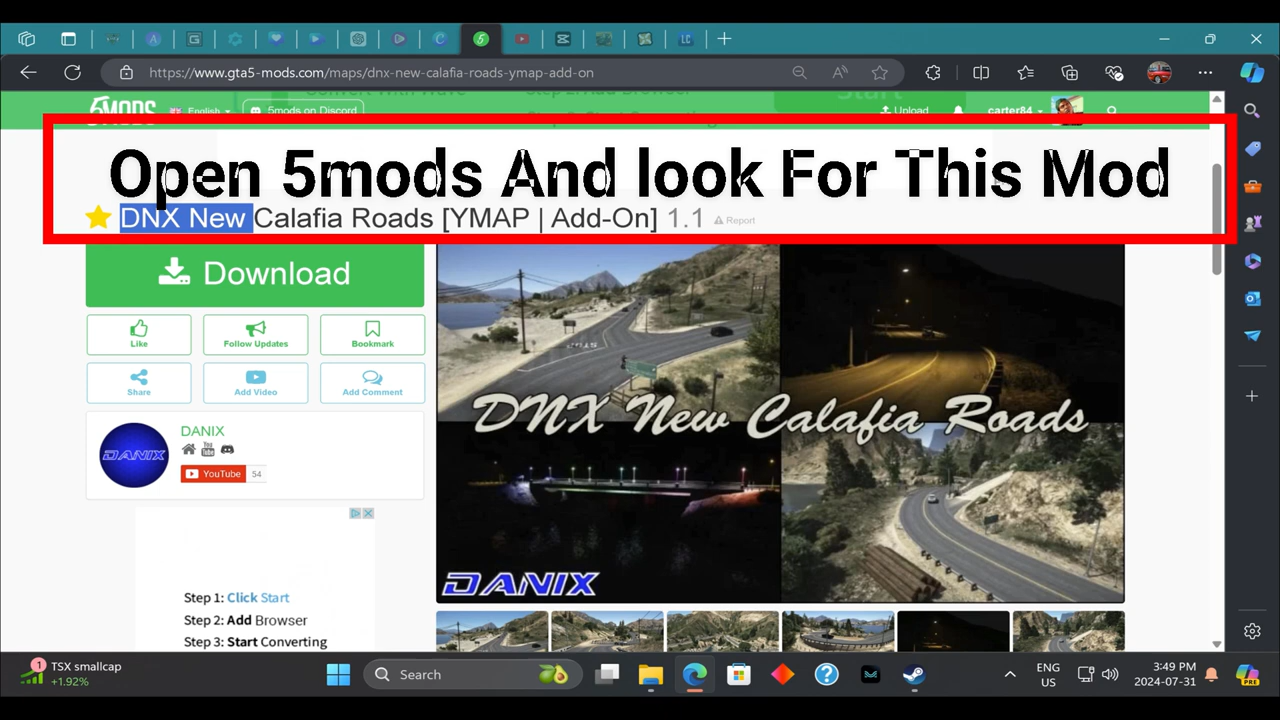 https://www.gta5-mods.com/maps/dnx-new-calafia-roads-ymap-add-on
5MODS
English
5mods on Discord
Upload
carter84
Open 5mods And look For This Mod
DNX New Calafia Roads [YMAP | Add-On] 1.1 Report
Download
Like
Follow Updates
Bookmark
Share
Add Video
Add Comment
DANIX
DANIX
YouTube 54
DNX New Calafia Roads
DANIX
Step 1: Click Start
Step 2: Add Browser
Step 3: Start Converting
1
TSX smallcap
+1.92%
Search
ENG
US
3:49 PM
2024-07-31
PRE